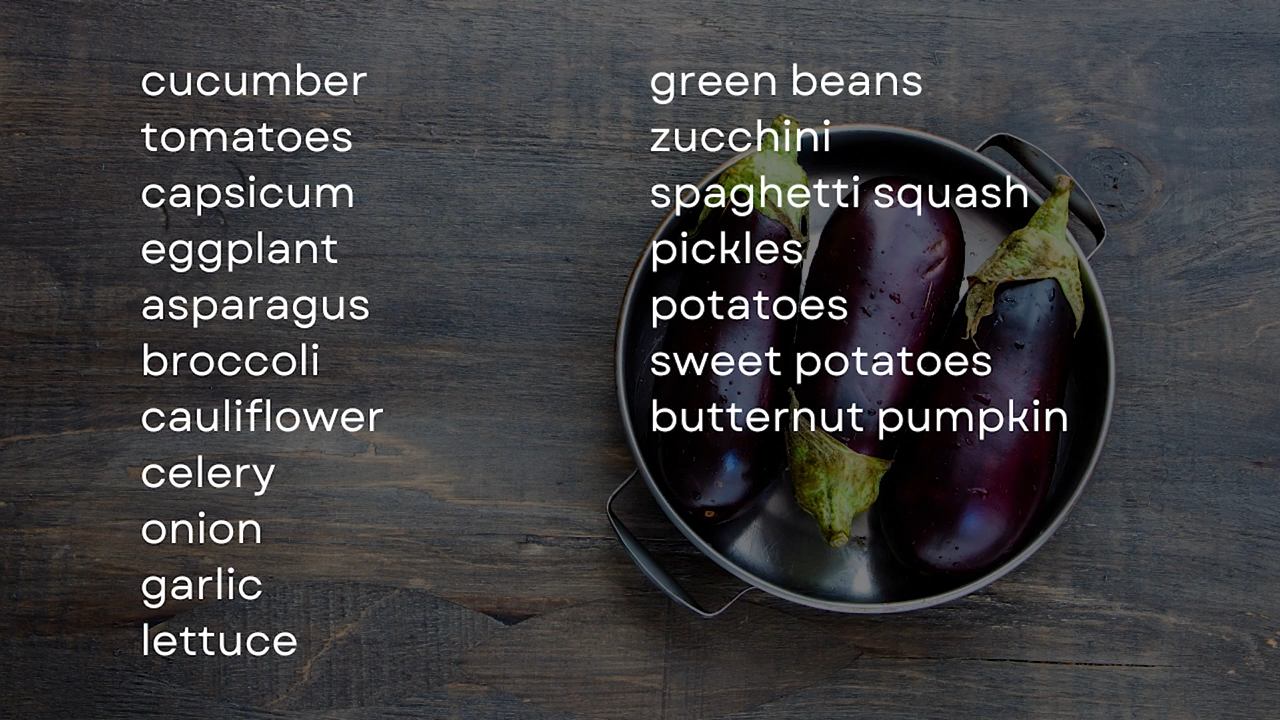 cucumber
tomatoes
capsicum
eggplant
asparagus
broccoli
cauliflower
celery
onion
garlic
lettuce
green beans
zucchini
spaghetti squash
pickles
potatoes
sweet potatoes
butternut pumpkin